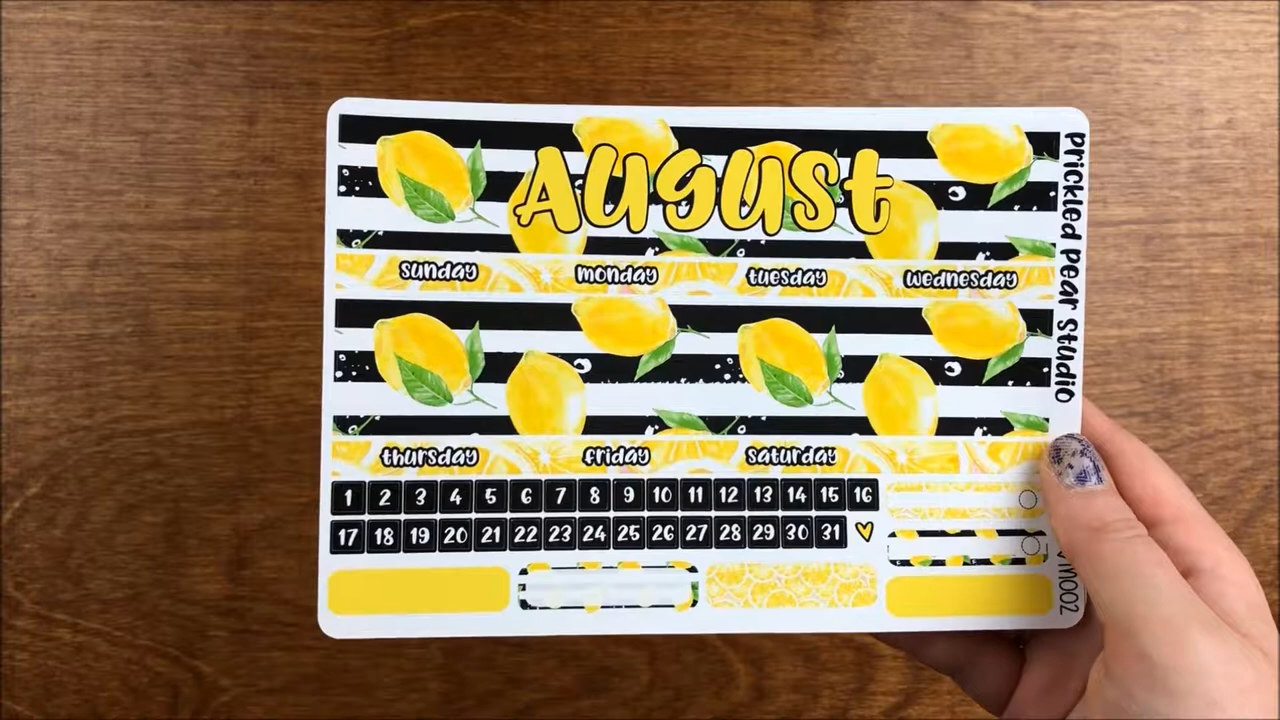 August
sunday monday tuesday wednesday
thursday friday saturday
1 2 3 4 5 6 7 8 9 10 11 12 13 14 15 16
17 18 19 20 21 22 23 24 25 26 27 28 29 30 31
Prickled Pear Studio